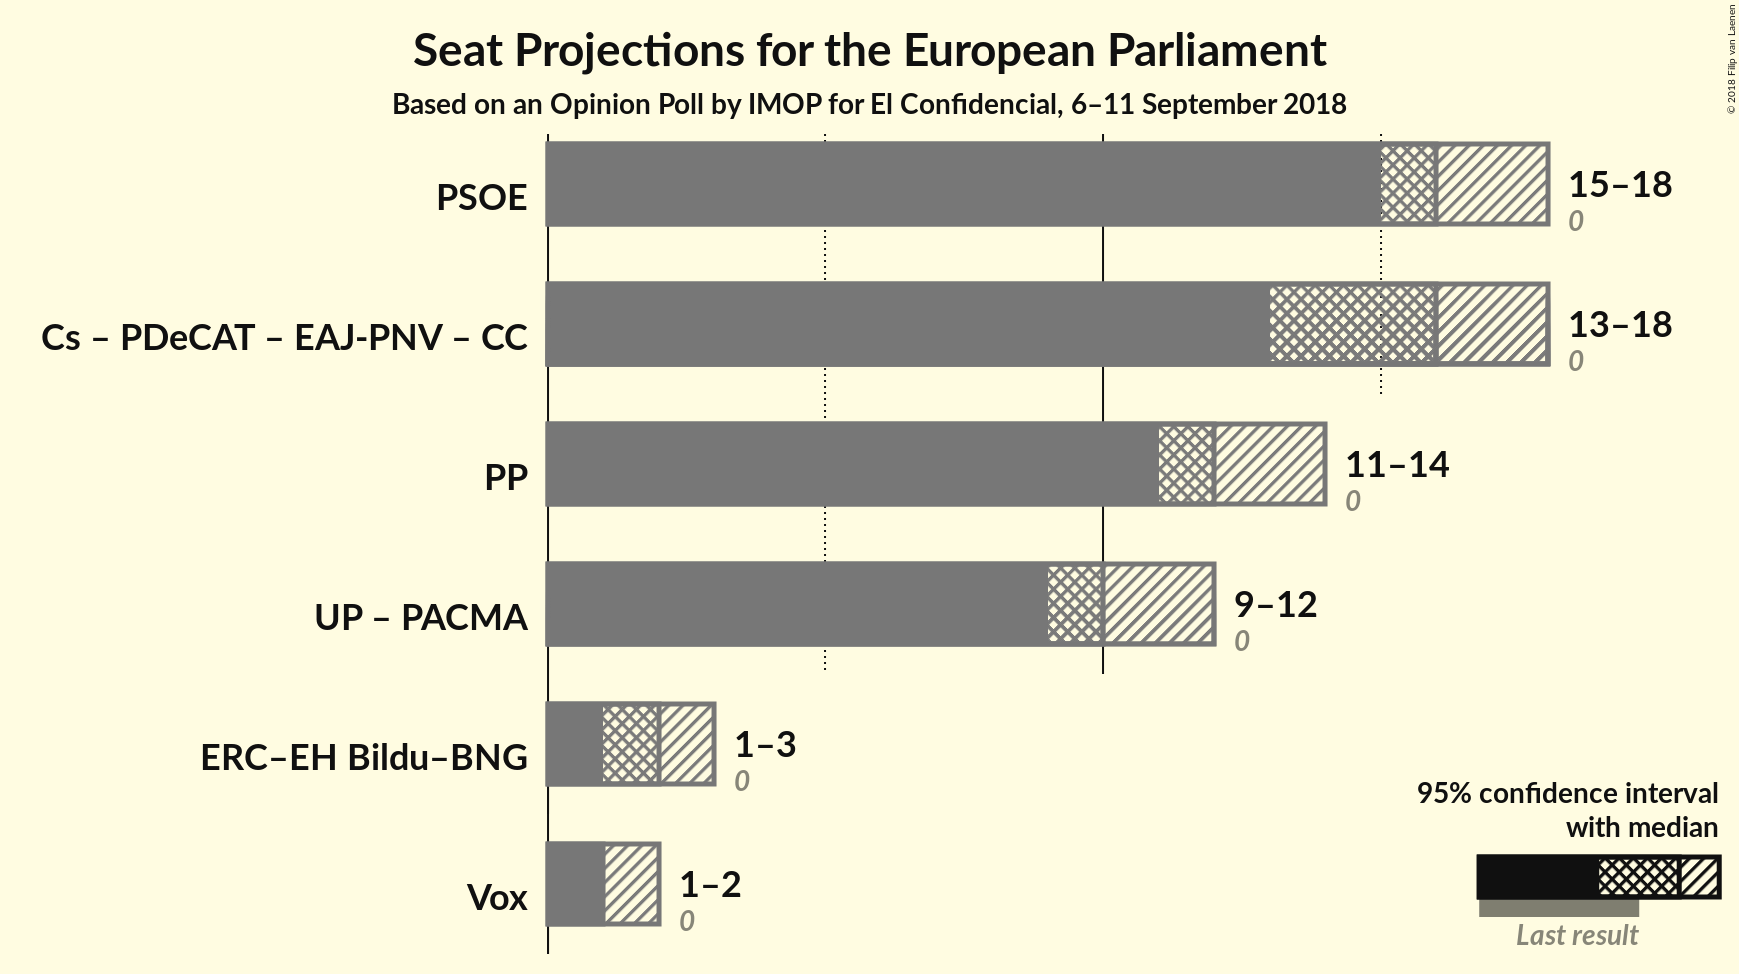 Seat Projections for the European Parliament
Based on an Opinion Poll by IMOP for El Confidencial, 6–11 September 2018
© 2018 Filip van Laenen
PSOE
15–18
0
Cs – PDeCAT – EAJ-PNV – CC
13–18
0
PP
11–14
0
UP – PACMA
9–12
0
ERC–EH Bildu–BNG
1–3
0
Vox
1–2
0
95% confidence interval
with median
Last result